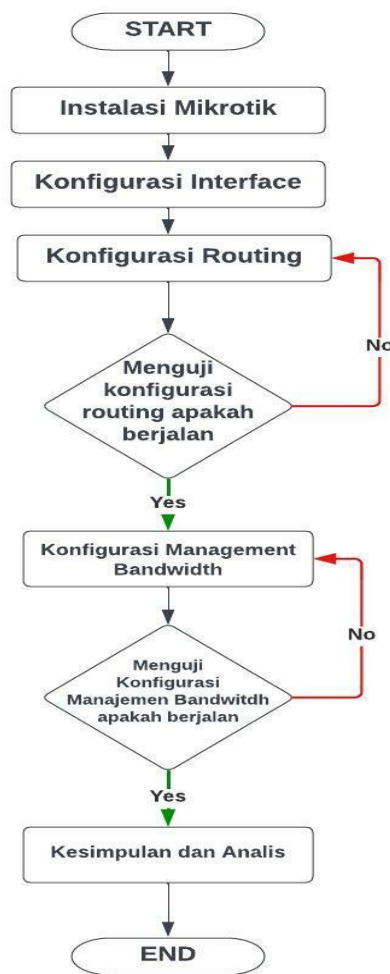 START
Instalasi Mikrotik
Konfigurasi Interface
Konfigurasi Routing
No
Menguji
konfigurasi
routing apakah
berjalan
Yes
Konfigurasi Management
Bandwidth
No
Menguji
Konfigurasi
Manajemen Bandwitdh
apakah berjalan
Yes
Kesimpulan dan Analis
END